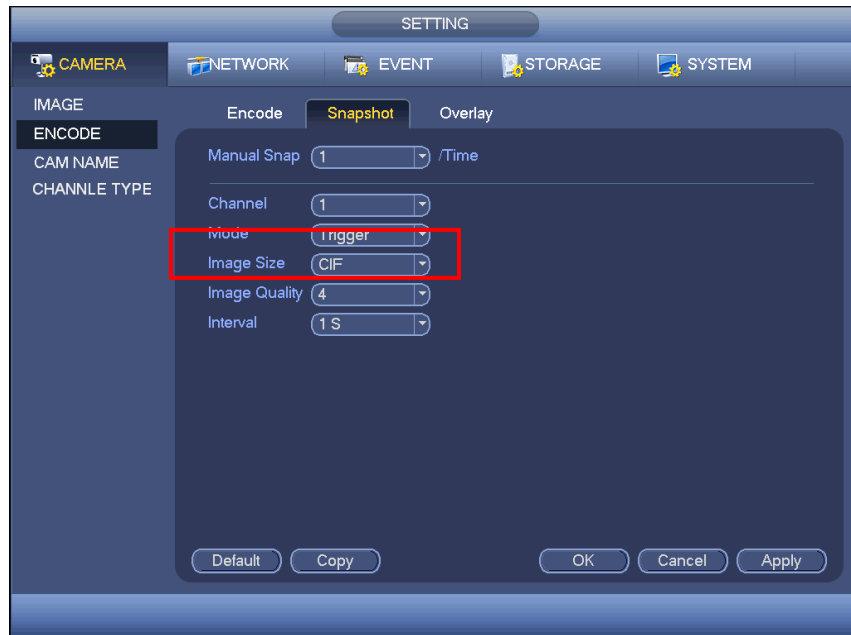 SETTING
CAMERA NETWORK EVENT STORAGE SYSTEM
IMAGE
ENCODE
CAM NAME
CHANNLE TYPE
Encode Snapshot Overlay
Manual Snap 1 /Time
Channel 1
Mode Trigger
Image Size CIF
Image Quality 4
Interval 1 S
Default Copy OK Cancel Apply